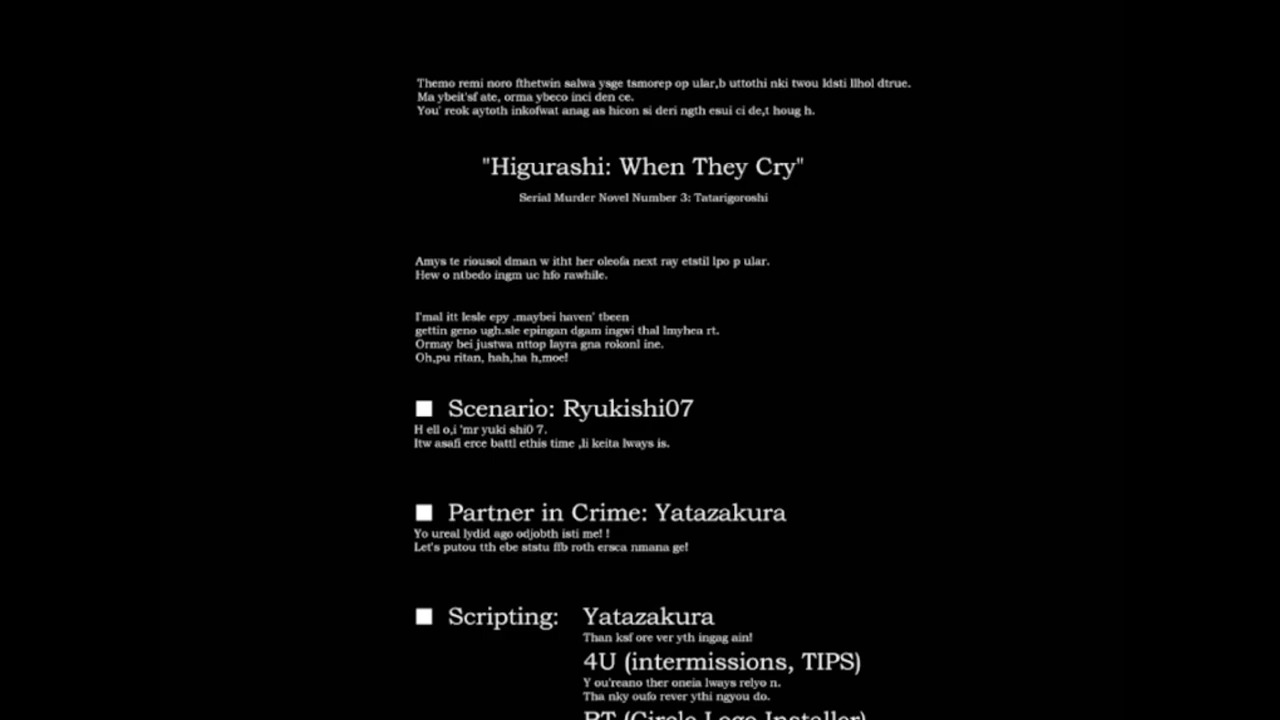 Themo remi noro fthetwin salwa ysge tsmorep op ular,b uttothi nki twou ldsti llhol dtrue.
Ma ybeit'sf ate, orma ybeco inci den ce.
You' reok aytoth inkofwat anag as hicon si deri ngth esui ci de,t houg h.
"Higurashi: When They Cry"
Serial Murder Novel Number 3: Tatarigoroshi
Amys te riousol dman w itht her oleofa next ray etstil lpo p ular.
Hew o ntbedo ingm uc hfo rawhile.
I'mal itt lesle epy .maybei haven' tbeen
gettin geno ugh.sle epingan dgam ingwi thal lmyhea rt.
Ormay bei justwa nttop layra gna rokonl ine.
Oh,pu ritan, hah,ha h,moe!
■ Scenario: Ryukishi07
H ell o,i 'mr yuki shi0 7.
Itw asafi erce battl ethis time ,li keita lways is.
■ Partner in Crime: Yatazakura
Yo ureal lydid ago odjobth isti me! !
Let's putou tth ebe ststu ffb roth ersca nmana ge!
■ Scripting: Yatazakura
Than ksf ore ver yth ingag ain!
4U (intermissions, TIPS)
Y ou'reano ther oneia lways relyo n.
Tha nky oufo rever ythi ngyou do.
BT (Circle Logo Installer)